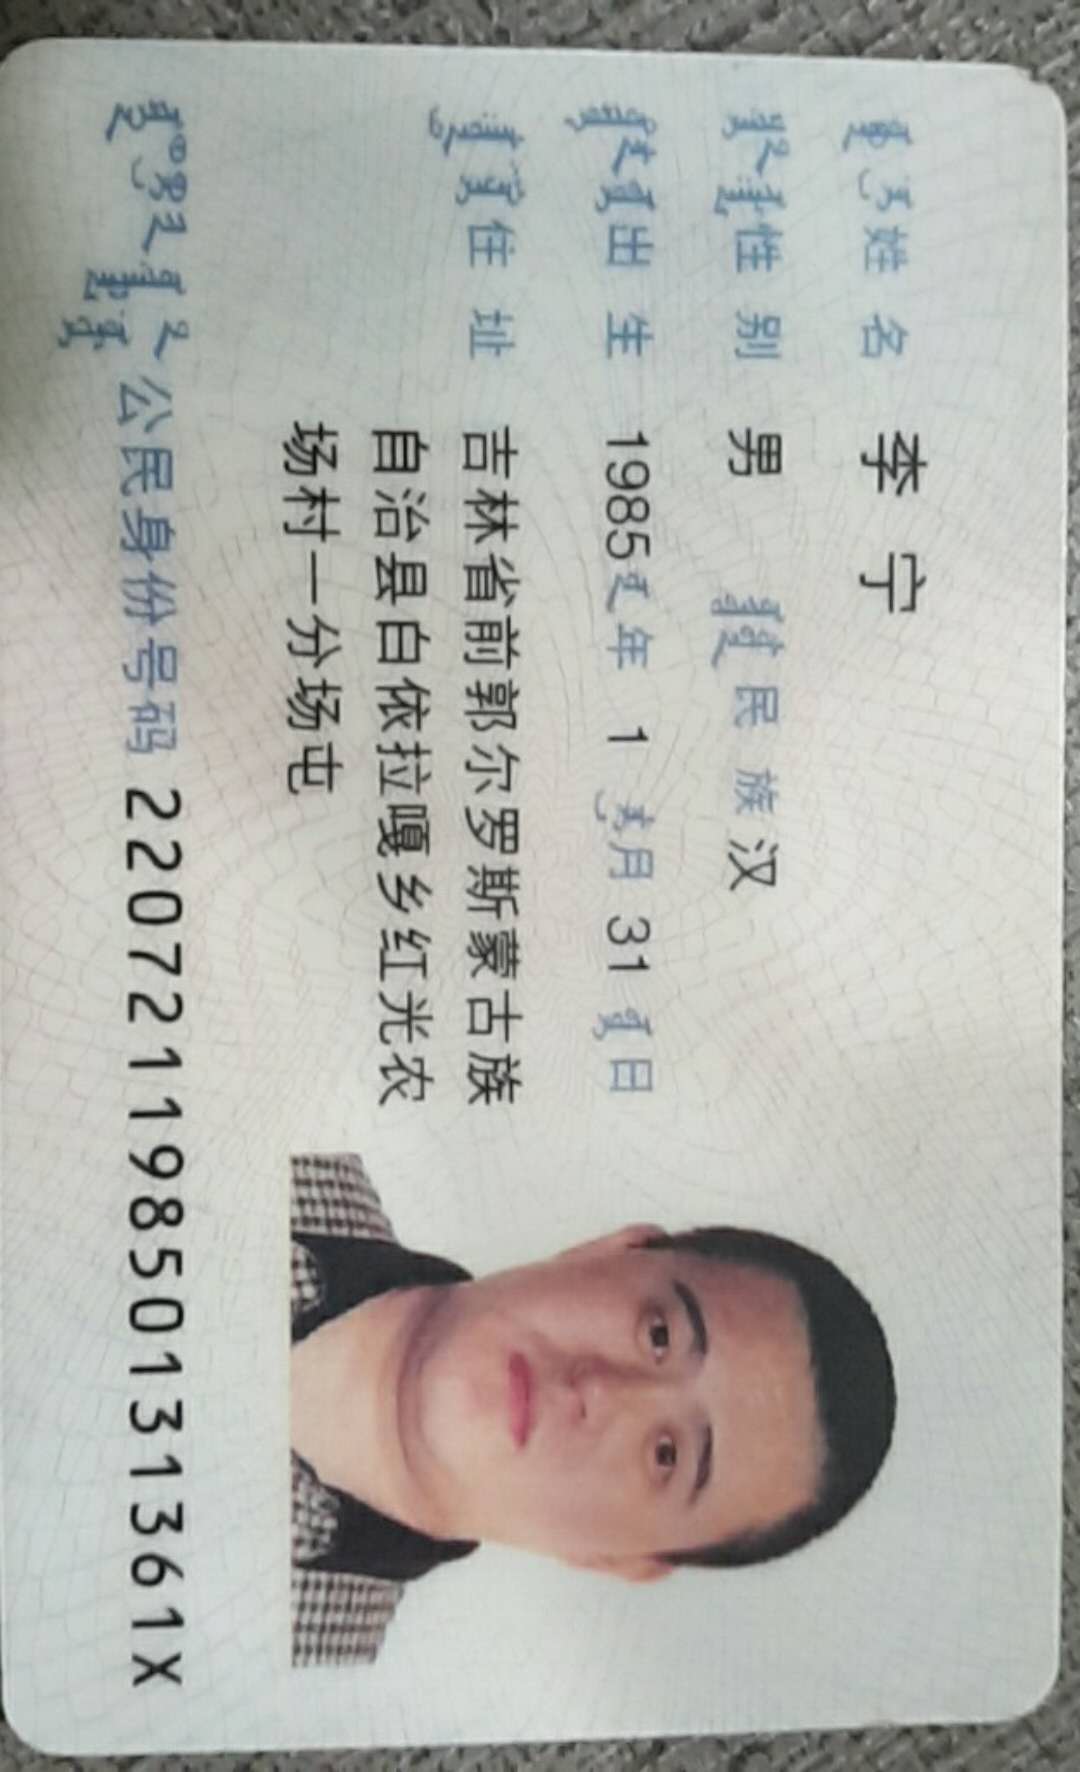 姓 名 李 宁
性 别 男 民 族 汉
出 生 1985 年 1 月 31 日
住 址 吉林省前郭尔罗斯蒙古族
自治县白依拉嘎乡红光农
场村一分场屯
公民身份号码 22072119850131361X